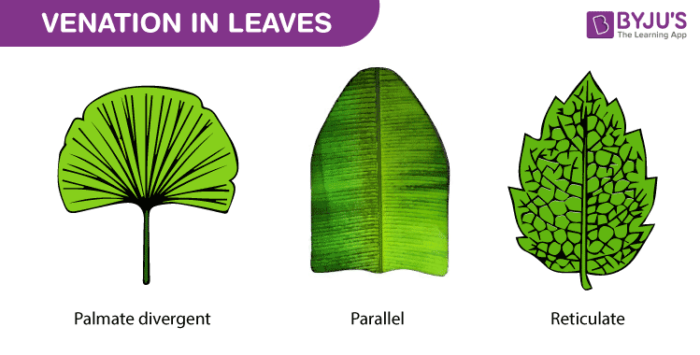 VENATION IN LEAVES
BYJU'S
The Learning App
Palmate divergent
Parallel
Reticulate